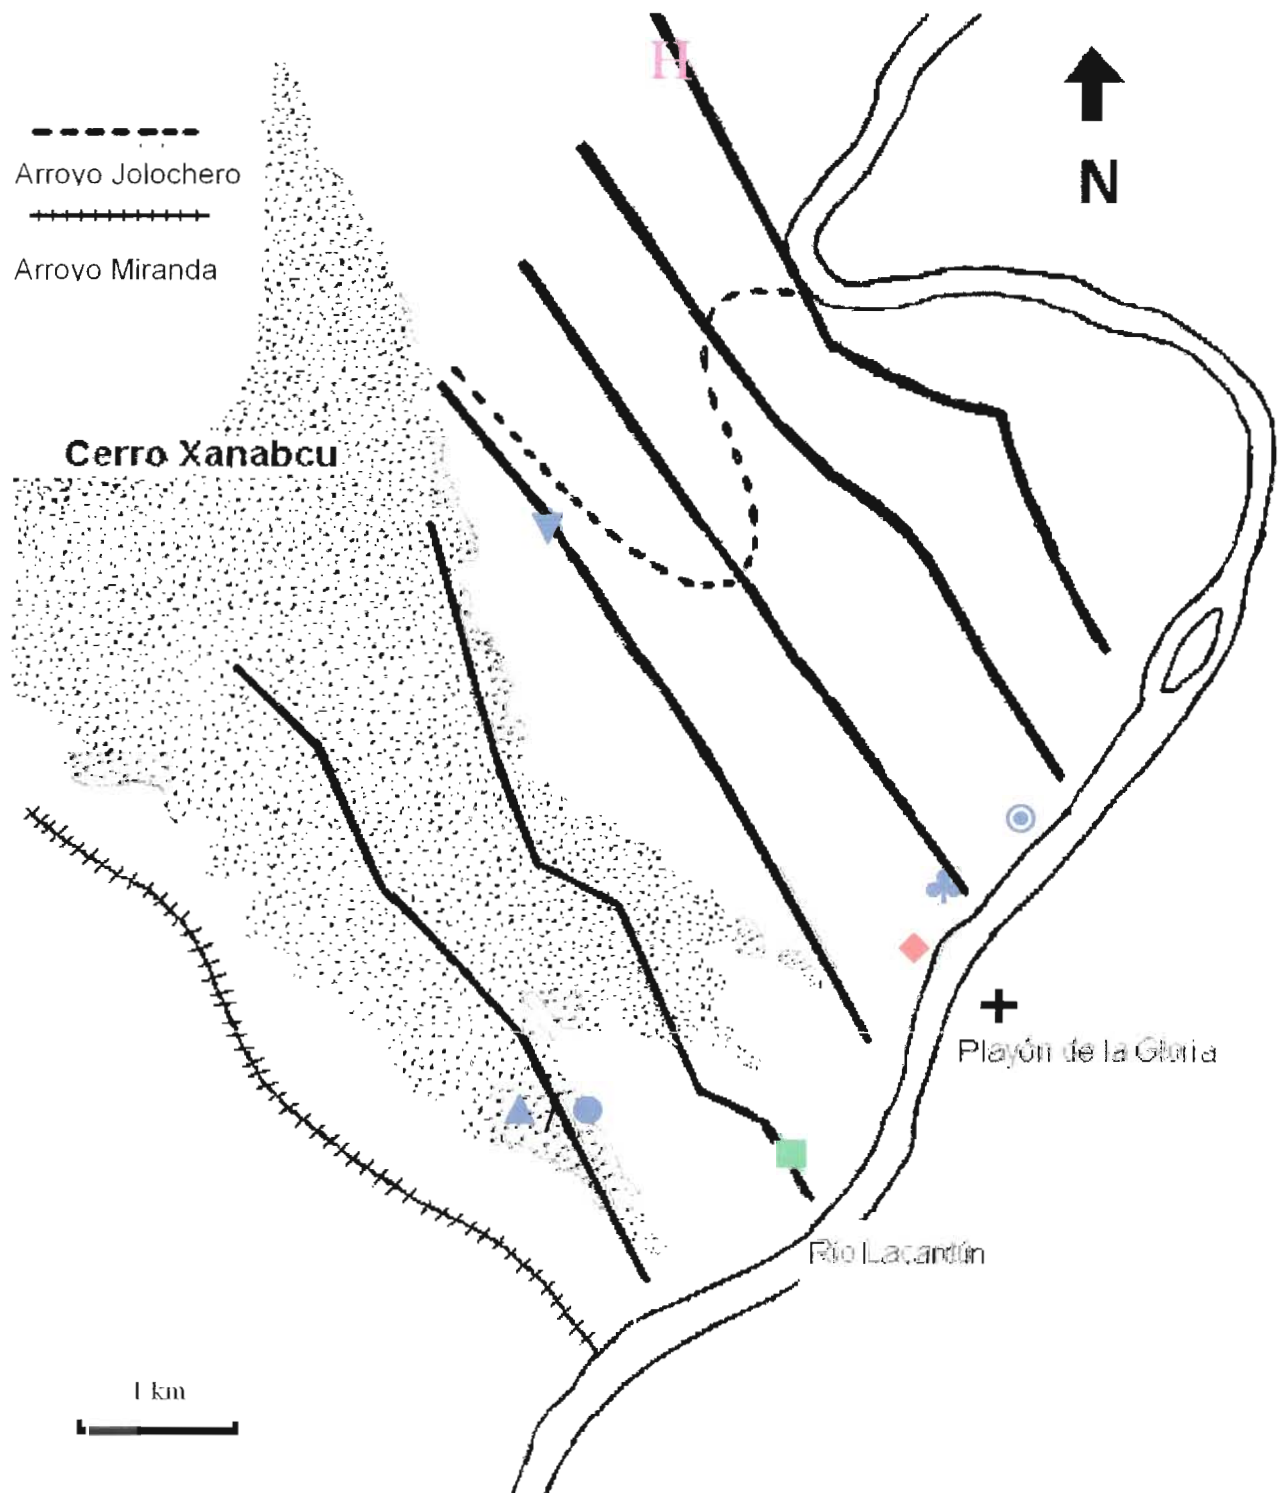 H
N
Arroyo Jolochero
Arroyo Miranda
Cerro Xanabcu
Playón de la Gloria
Río Lacantún
1 km